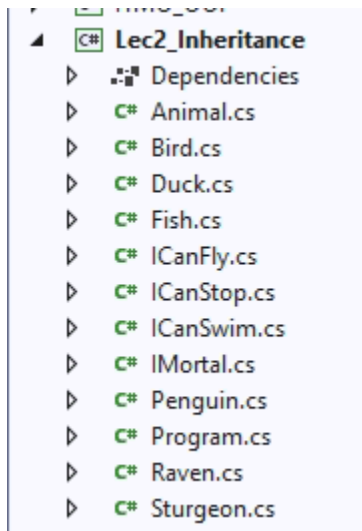 C# Lec2_Inheritance
Dependencies
C# Animal.cs
C# Bird.cs
C# Duck.cs
C# Fish.cs
C# ICanFly.cs
C# ICanStop.cs
C# ICanSwim.cs
C# IMortal.cs
C# Penguin.cs
C# Program.cs
C# Raven.cs
C# Sturgeon.cs